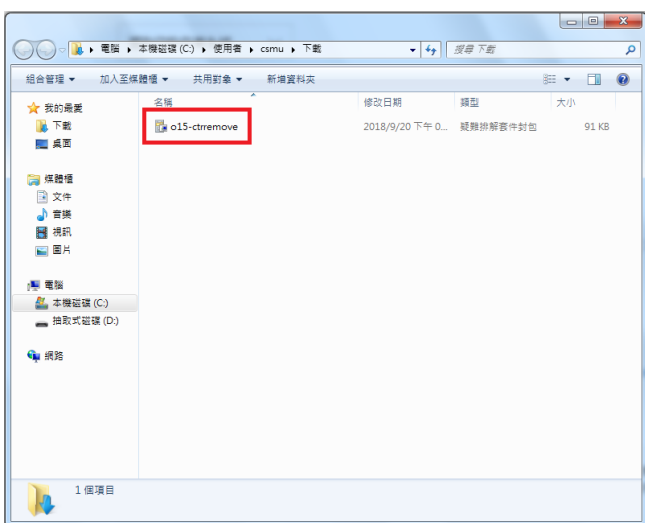 電腦 ▸ 本機磁碟 (C:) ▸ 使用者 ▸ csmu ▸ 下載
搜尋 下載
組合管理 加入至媒體櫃 共用對象 新增資料夾
我的最愛
下載
桌面
媒體櫃
文件
音樂
視訊
圖片
電腦
本機磁碟 (C:)
抽取式磁碟 (D:)
網路
名稱 修改日期 類型 大小
o15-ctrremove 2018/9/20 下午 0... 疑難排解套件封包 91 KB
1 個項目